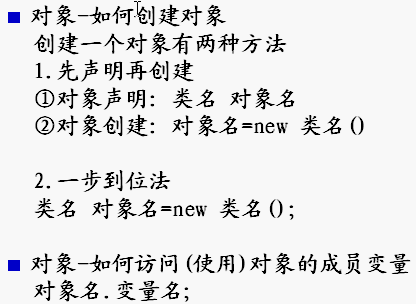 对象-如何创建对象
创建一个对象有两种方法
1.先声明再创建
①对象声明: 类名 对象名
②对象创建: 对象名=new 类名()
2.一步到位法
类名 对象名=new 类名();
对象-如何访问(使用)对象的成员变量
对象名.变量名;